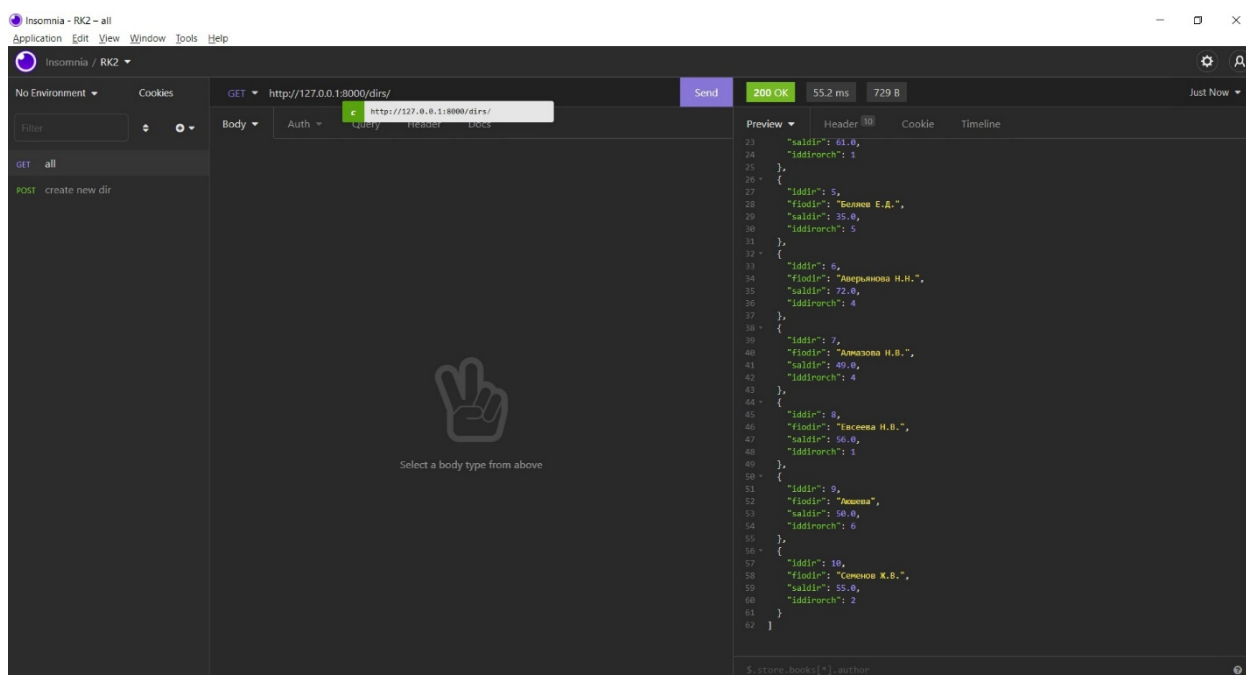 Insomnia - RK2 – all
Application Edit View Window Tools Help
Insomnia / RK2
No Environment Cookies
GET http://127.0.0.1:8000/dirs/ Send
200 OK 55.2 ms 729 B Just Now
c http://127.0.0.1:8000/dirs/
Filter
Body Auth Query Header Docs
Preview Header 10 Cookie Timeline
GET all
POST create new dir
Select a body type from above
23 "saldir": 61.0,
24 "iddirorch": 1
25 },
26 {
27 "iddir": 5,
28 "fiodir": "Беляев Е.Д.",
29 "saldir": 35.0,
30 "iddirorch": 5
31 },
32 {
33 "iddir": 6,
34 "fiodir": "Аверьянова Н.Н.",
35 "saldir": 72.0,
36 "iddirorch": 4
37 },
38 {
39 "iddir": 7,
40 "fiodir": "Алмазова Н.В.",
41 "saldir": 49.0,
42 "iddirorch": 4
43 },
44 {
45 "iddir": 8,
46 "fiodir": "Евсеева Н.В.",
47 "saldir": 56.0,
48 "iddirorch": 1
49 },
50 {
51 "iddir": 9,
52 "fiodir": "Аюшева",
53 "saldir": 50.0,
54 "iddirorch": 6
55 },
56 {
57 "iddir": 10,
58 "fiodir": "Семенов Ж.В.",
59 "saldir": 55.0,
60 "iddirorch": 2
61 }
62 ]
$.store.books[*].author